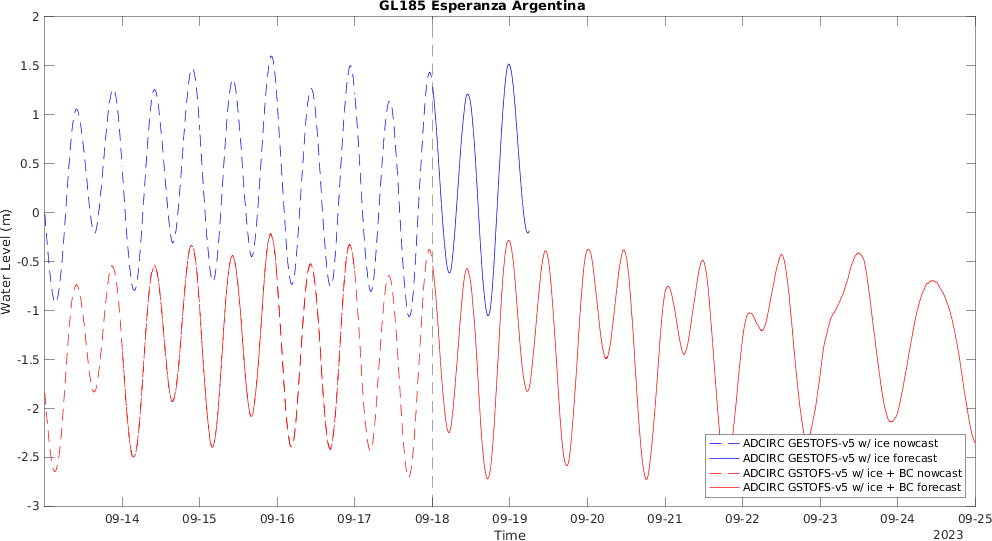 GL185 Esperanza Argentina
Water Level (m)
2
1.5
1
0.5
0
-0.5
-1
-1.5
-2
-2.5
-3
ADCIRC GESTOFS-v5 w/ ice nowcast
ADCIRC GESTOFS-v5 w/ ice forecast
ADCIRC GSTOFS-v5 w/ ice + BC nowcast
ADCIRC GSTOFS-v5 w/ ice + BC forecast
09-14 09-15 09-16 09-17 09-18 09-19 09-20 09-21 09-22 09-23 09-24 09-25
Time
2023